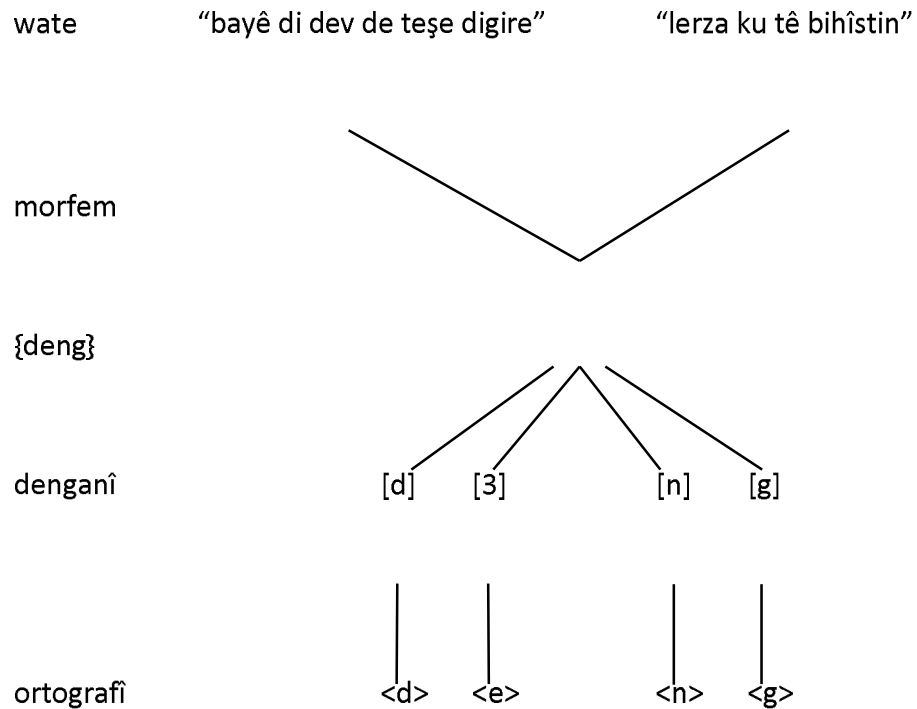 wate “bayê di dev de teşe digire” “lerza ku tê bihîstin”
morfem
{deng}
denganî [d] [3] [n] [g]
ortografî <d> <e> <n> <g>